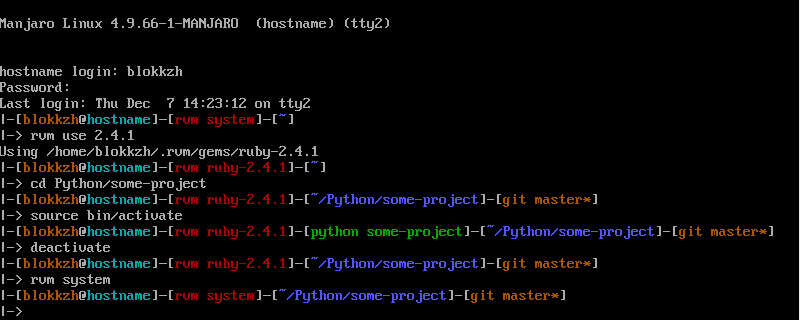 Manjaro Linux 4.9.66-1-MANJARO  (hostname) (tty2)
hostname login: blokkzh
Password:
Last login: Thu Dec  7 14:23:12 on tty2
|-[blokkzh@hostname]-[rvm system]-[~]
|-> rvm use 2.4.1
Using /home/blokkzh/.rvm/gems/ruby-2.4.1
|-[blokkzh@hostname]-[rvm ruby-2.4.1]-[~]
|-> cd Python/some-project
|-[blokkzh@hostname]-[rvm ruby-2.4.1]-[~/Python/some-project]-[git master*]
|-> source bin/activate
|-[blokkzh@hostname]-[rvm ruby-2.4.1]-[python some-project]-[~/Python/some-project]-[git master*]
|-> deactivate
|-[blokkzh@hostname]-[rvm ruby-2.4.1]-[~/Python/some-project]-[git master*]
|-> rvm system
|-[blokkzh@hostname]-[rvm system]-[~/Python/some-project]-[git master*]
|->